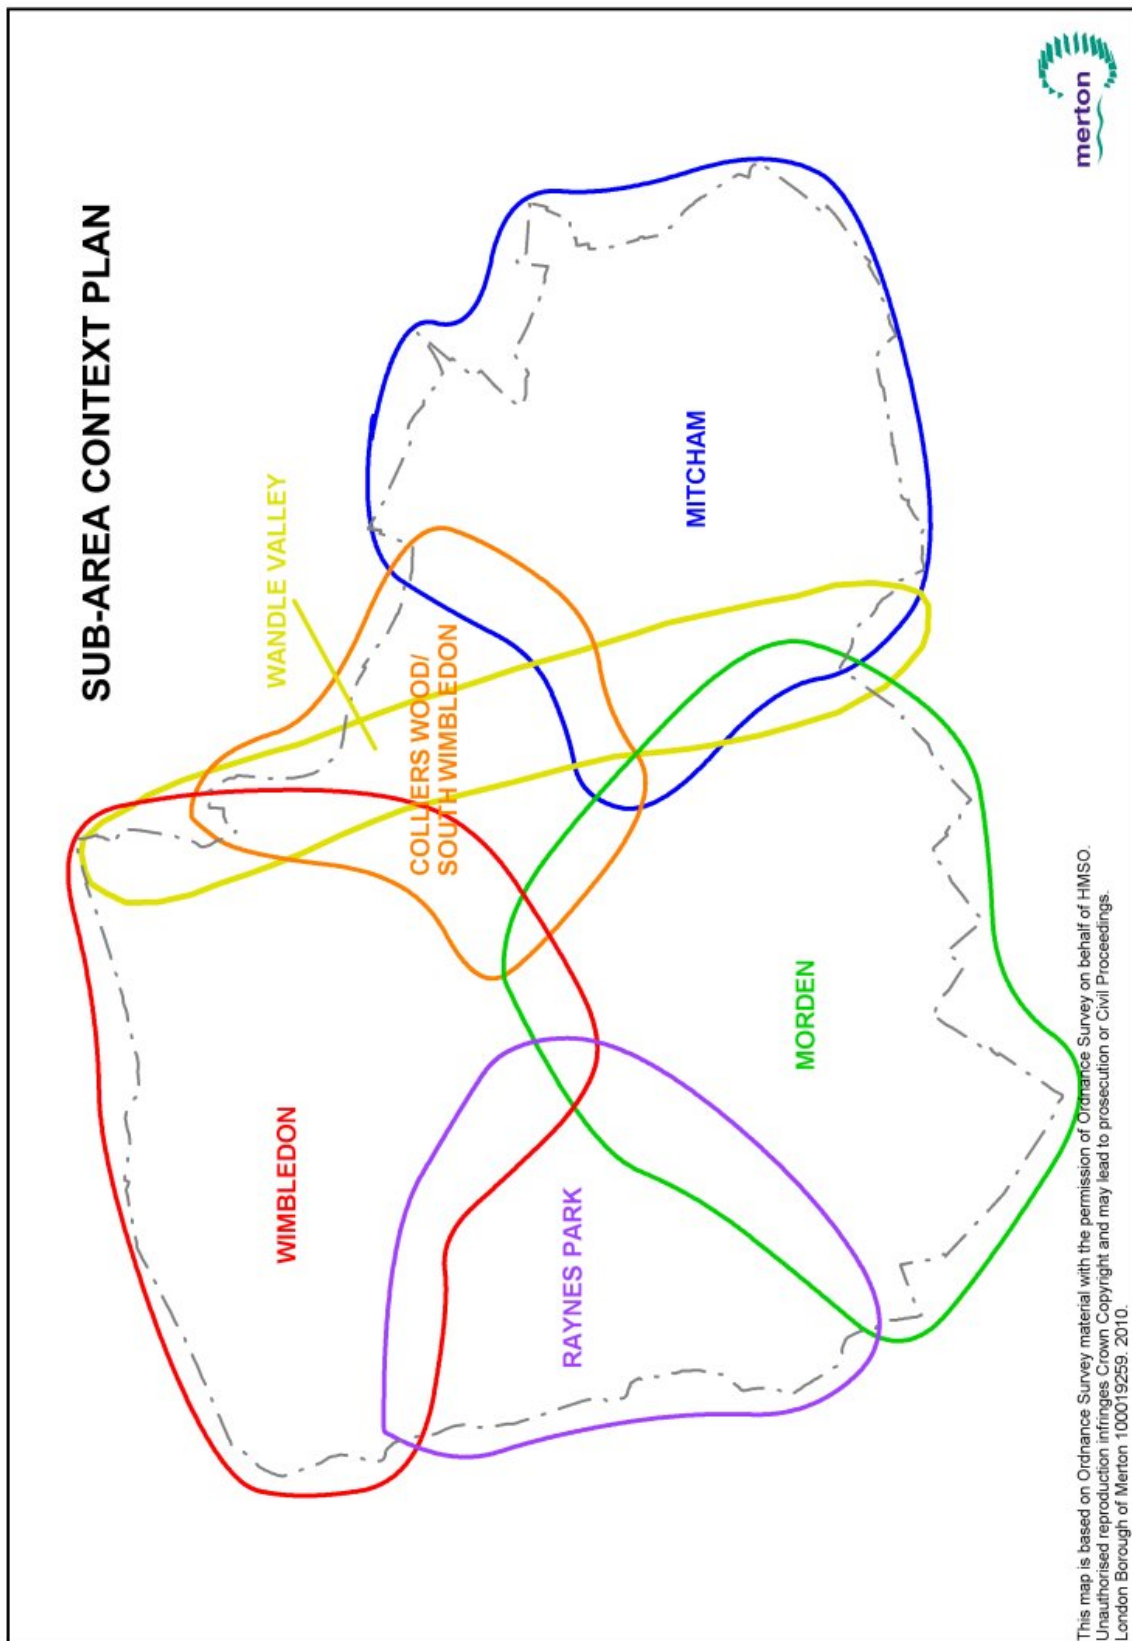 SUB-AREA CONTEXT PLAN
merton
WANDLE VALLEY
COLLIERS WOOD/
SOUTH WIMBLEDON
WIMBLEDON
MITCHAM
RAYNES PARK
MORDEN
This map is based on Ordnance Survey material with the permission of Ordnance Survey on behalf of HMSO.
Unauthorised reproduction infringes Crown Copyright and may lead to prosecution or Civil Proceedings.
London Borough of Merton 100019259. 2010.